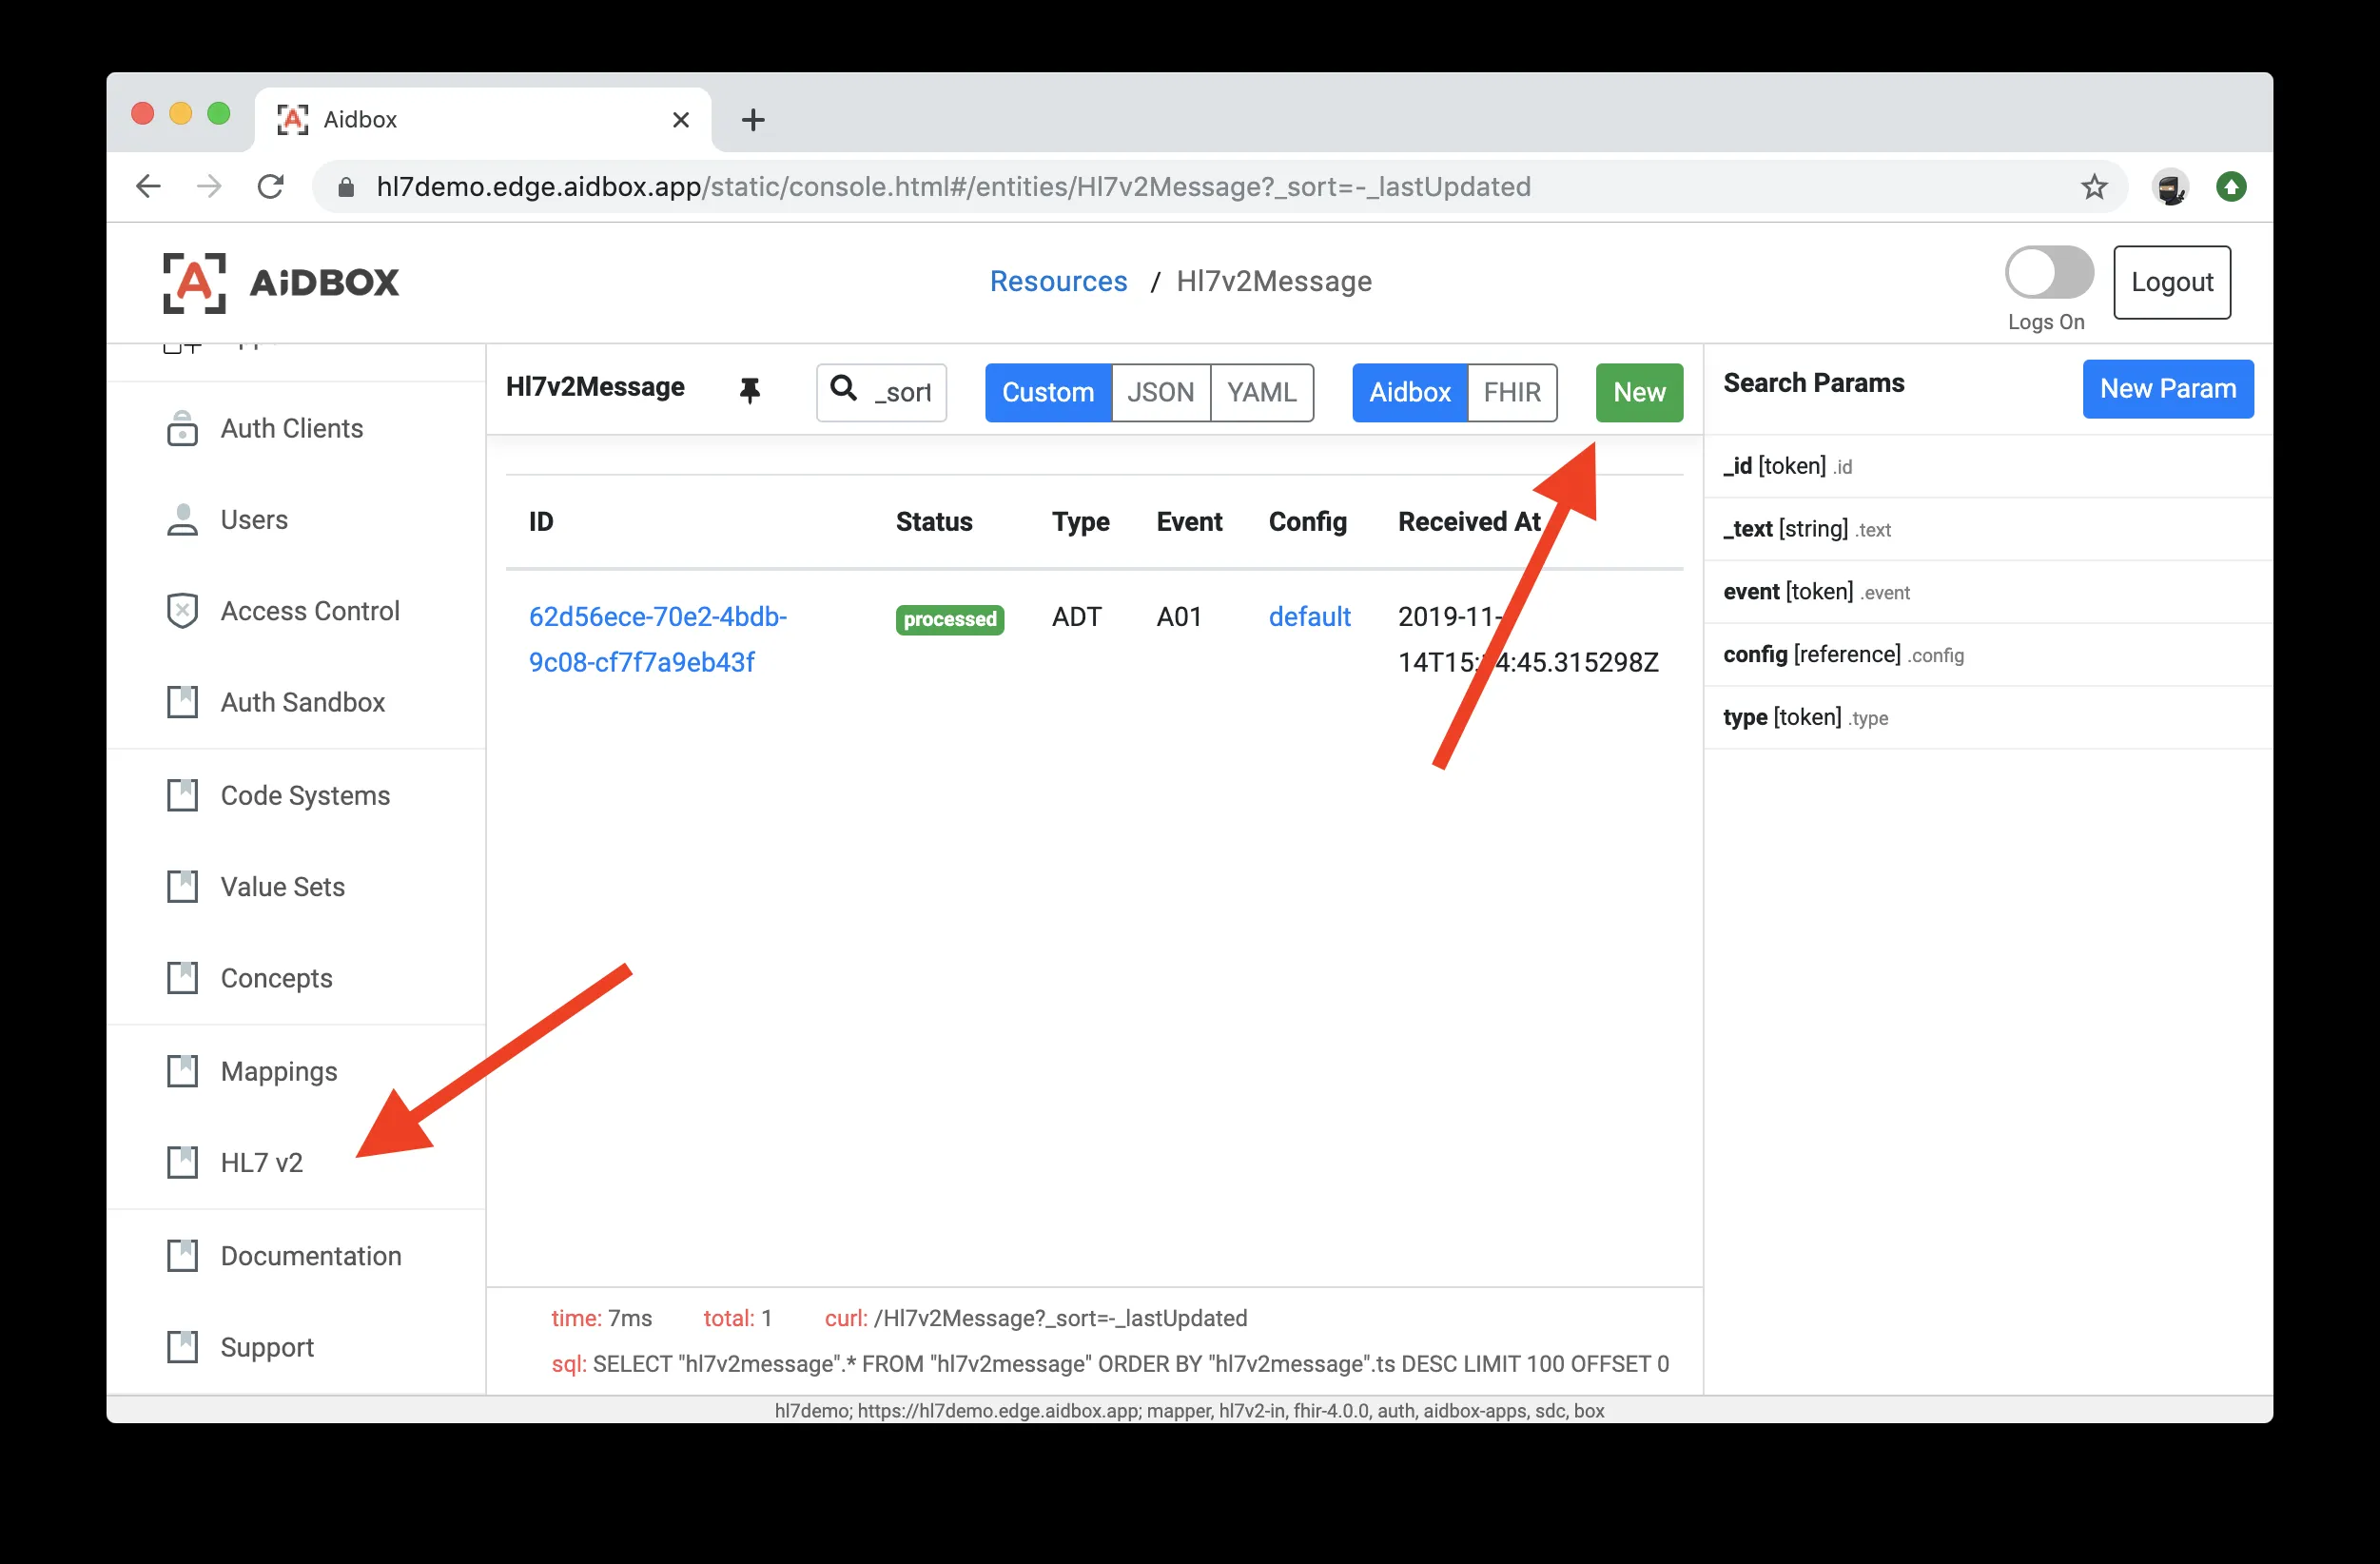 Aidbox
hl7demo.edge.aidbox.app/static/console.html#/entities/Hl7v2Message?_sort=-_lastUpdated
AiDBOX
Resources / Hl7v2Message
Logs On
Logout
Auth Clients
Users
Access Control
Auth Sandbox
Code Systems
Value Sets
Concepts
Mappings
HL7 v2
Documentation
Support
Hl7v2Message
_sort
Custom JSON YAML
Aidbox FHIR
New
ID Status Type Event Config Received At
62d56ece-70e2-4bdb- processed ADT A01 default 2019-11-
9c08-cf7f7a9eb43f
time: 7ms total: 1 curl: /Hl7v2Message?_sort=-_lastUpdated
sql: SELECT "hl7v2message".* FROM "hl7v2message" ORDER BY "hl7v2message".ts DESC LIMIT 100 OFFSET 0
Search Params
New Param
_id [token] .id
_text [string] .text
event [token] .event
config [reference] .config
type [token] .type
hl7demo; https://hl7demo.edge.aidbox.app; mapper, hl7v2-in, fhir-4.0.0, auth, aidbox-apps, sdc, box